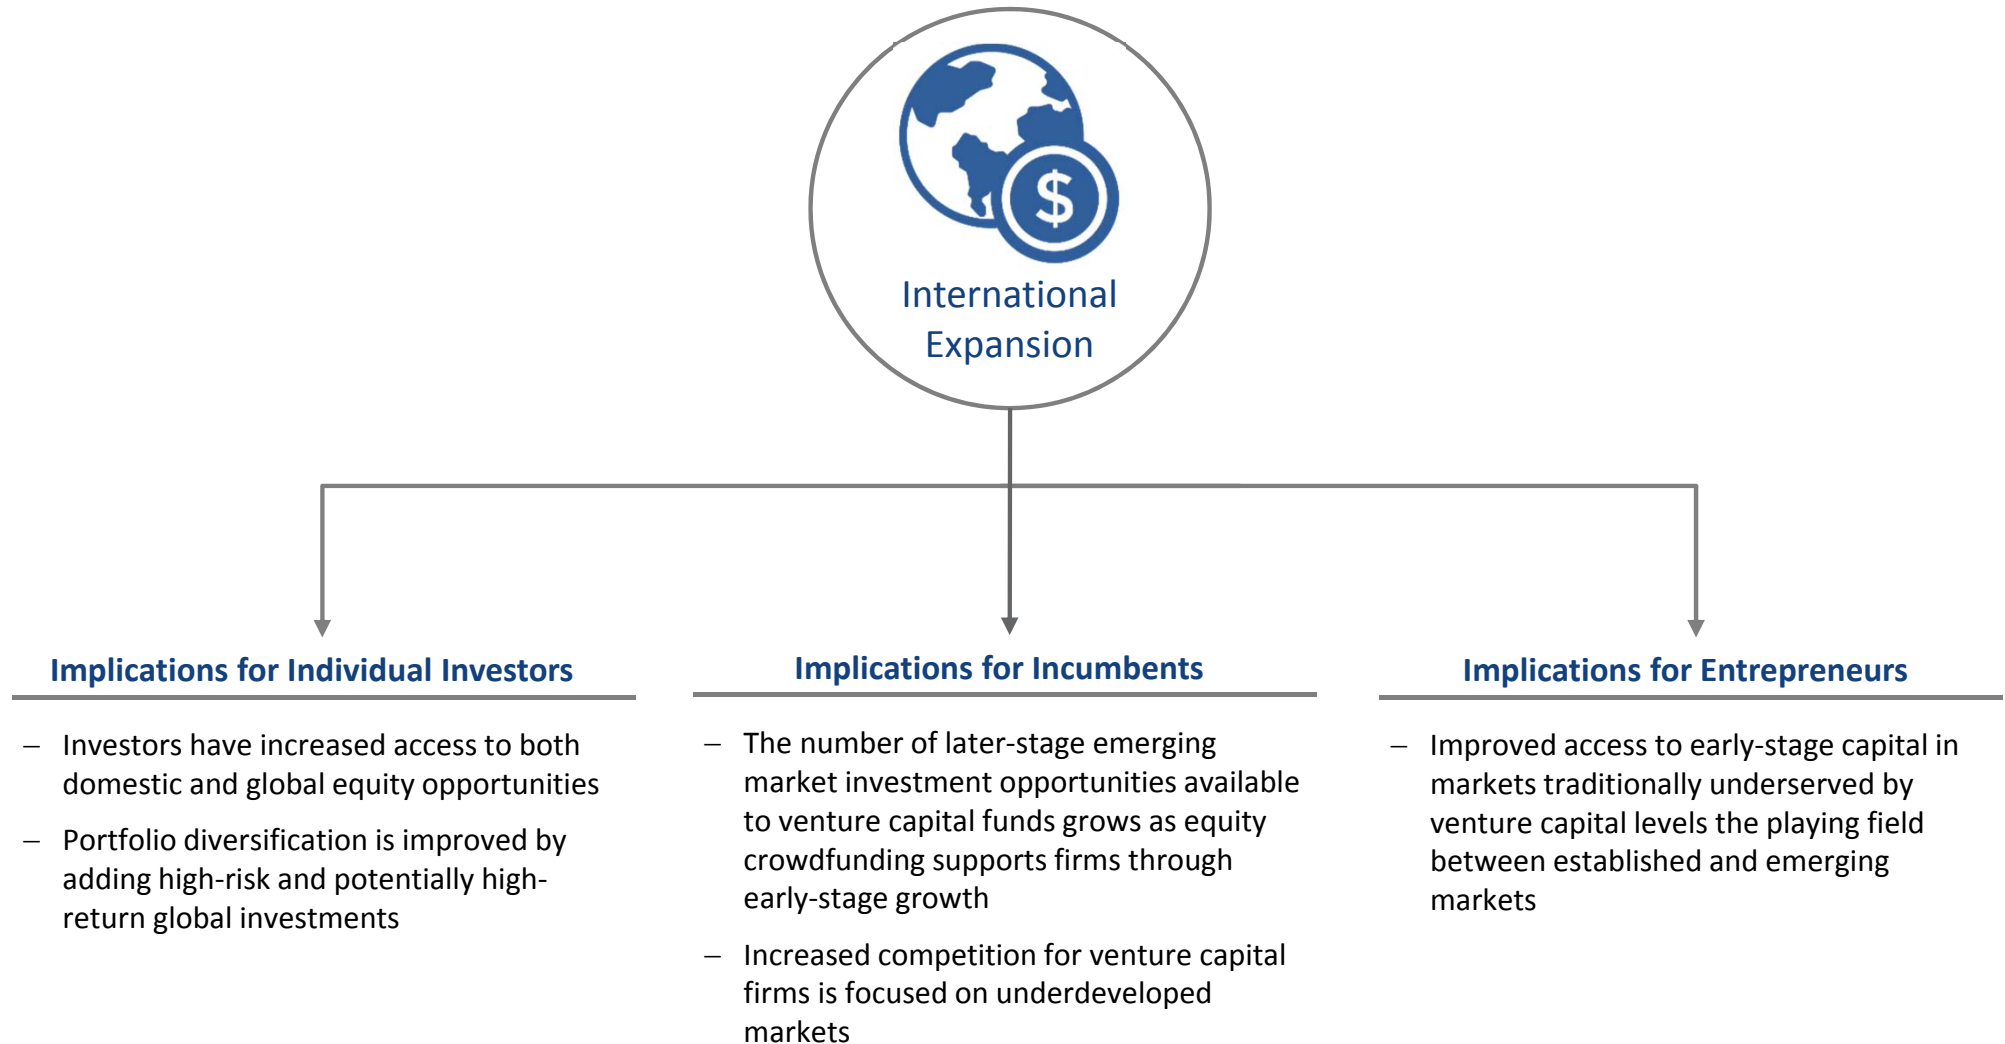 $
International
Expansion
Implications for Individual Investors
– Investors have increased access to both
domestic and global equity opportunities
– Portfolio diversification is improved by
adding high-risk and potentially high-
return global investments
Implications for Incumbents
– The number of later-stage emerging
market investment opportunities available
to venture capital funds grows as equity
crowdfunding supports firms through
early-stage growth
– Increased competition for venture capital
firms is focused on underdeveloped
markets
Implications for Entrepreneurs
– Improved access to early-stage capital in
markets traditionally underserved by
venture capital levels the playing field
between established and emerging
markets